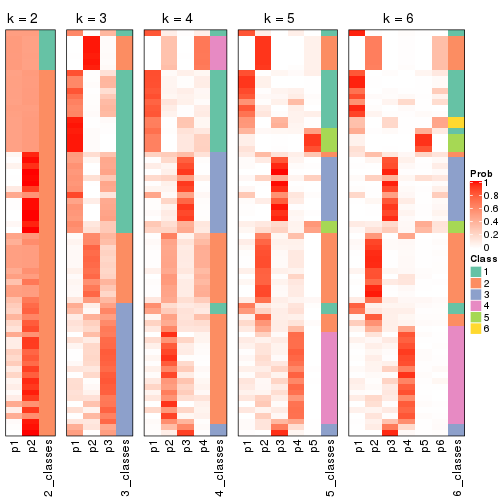 k = 2
k = 3
k = 4
k = 5
k = 6
p1
p2
2_classes
p1
p2
p3
3_classes
p1
p2
p3
p4
4_classes
p1
p2
p3
p4
p5
5_classes
p1
p2
p3
p4
p5
p6
6_classes
Prob
1
0.8
0.6
0.4
0.2
0
Class
1
2
3
4
5
6